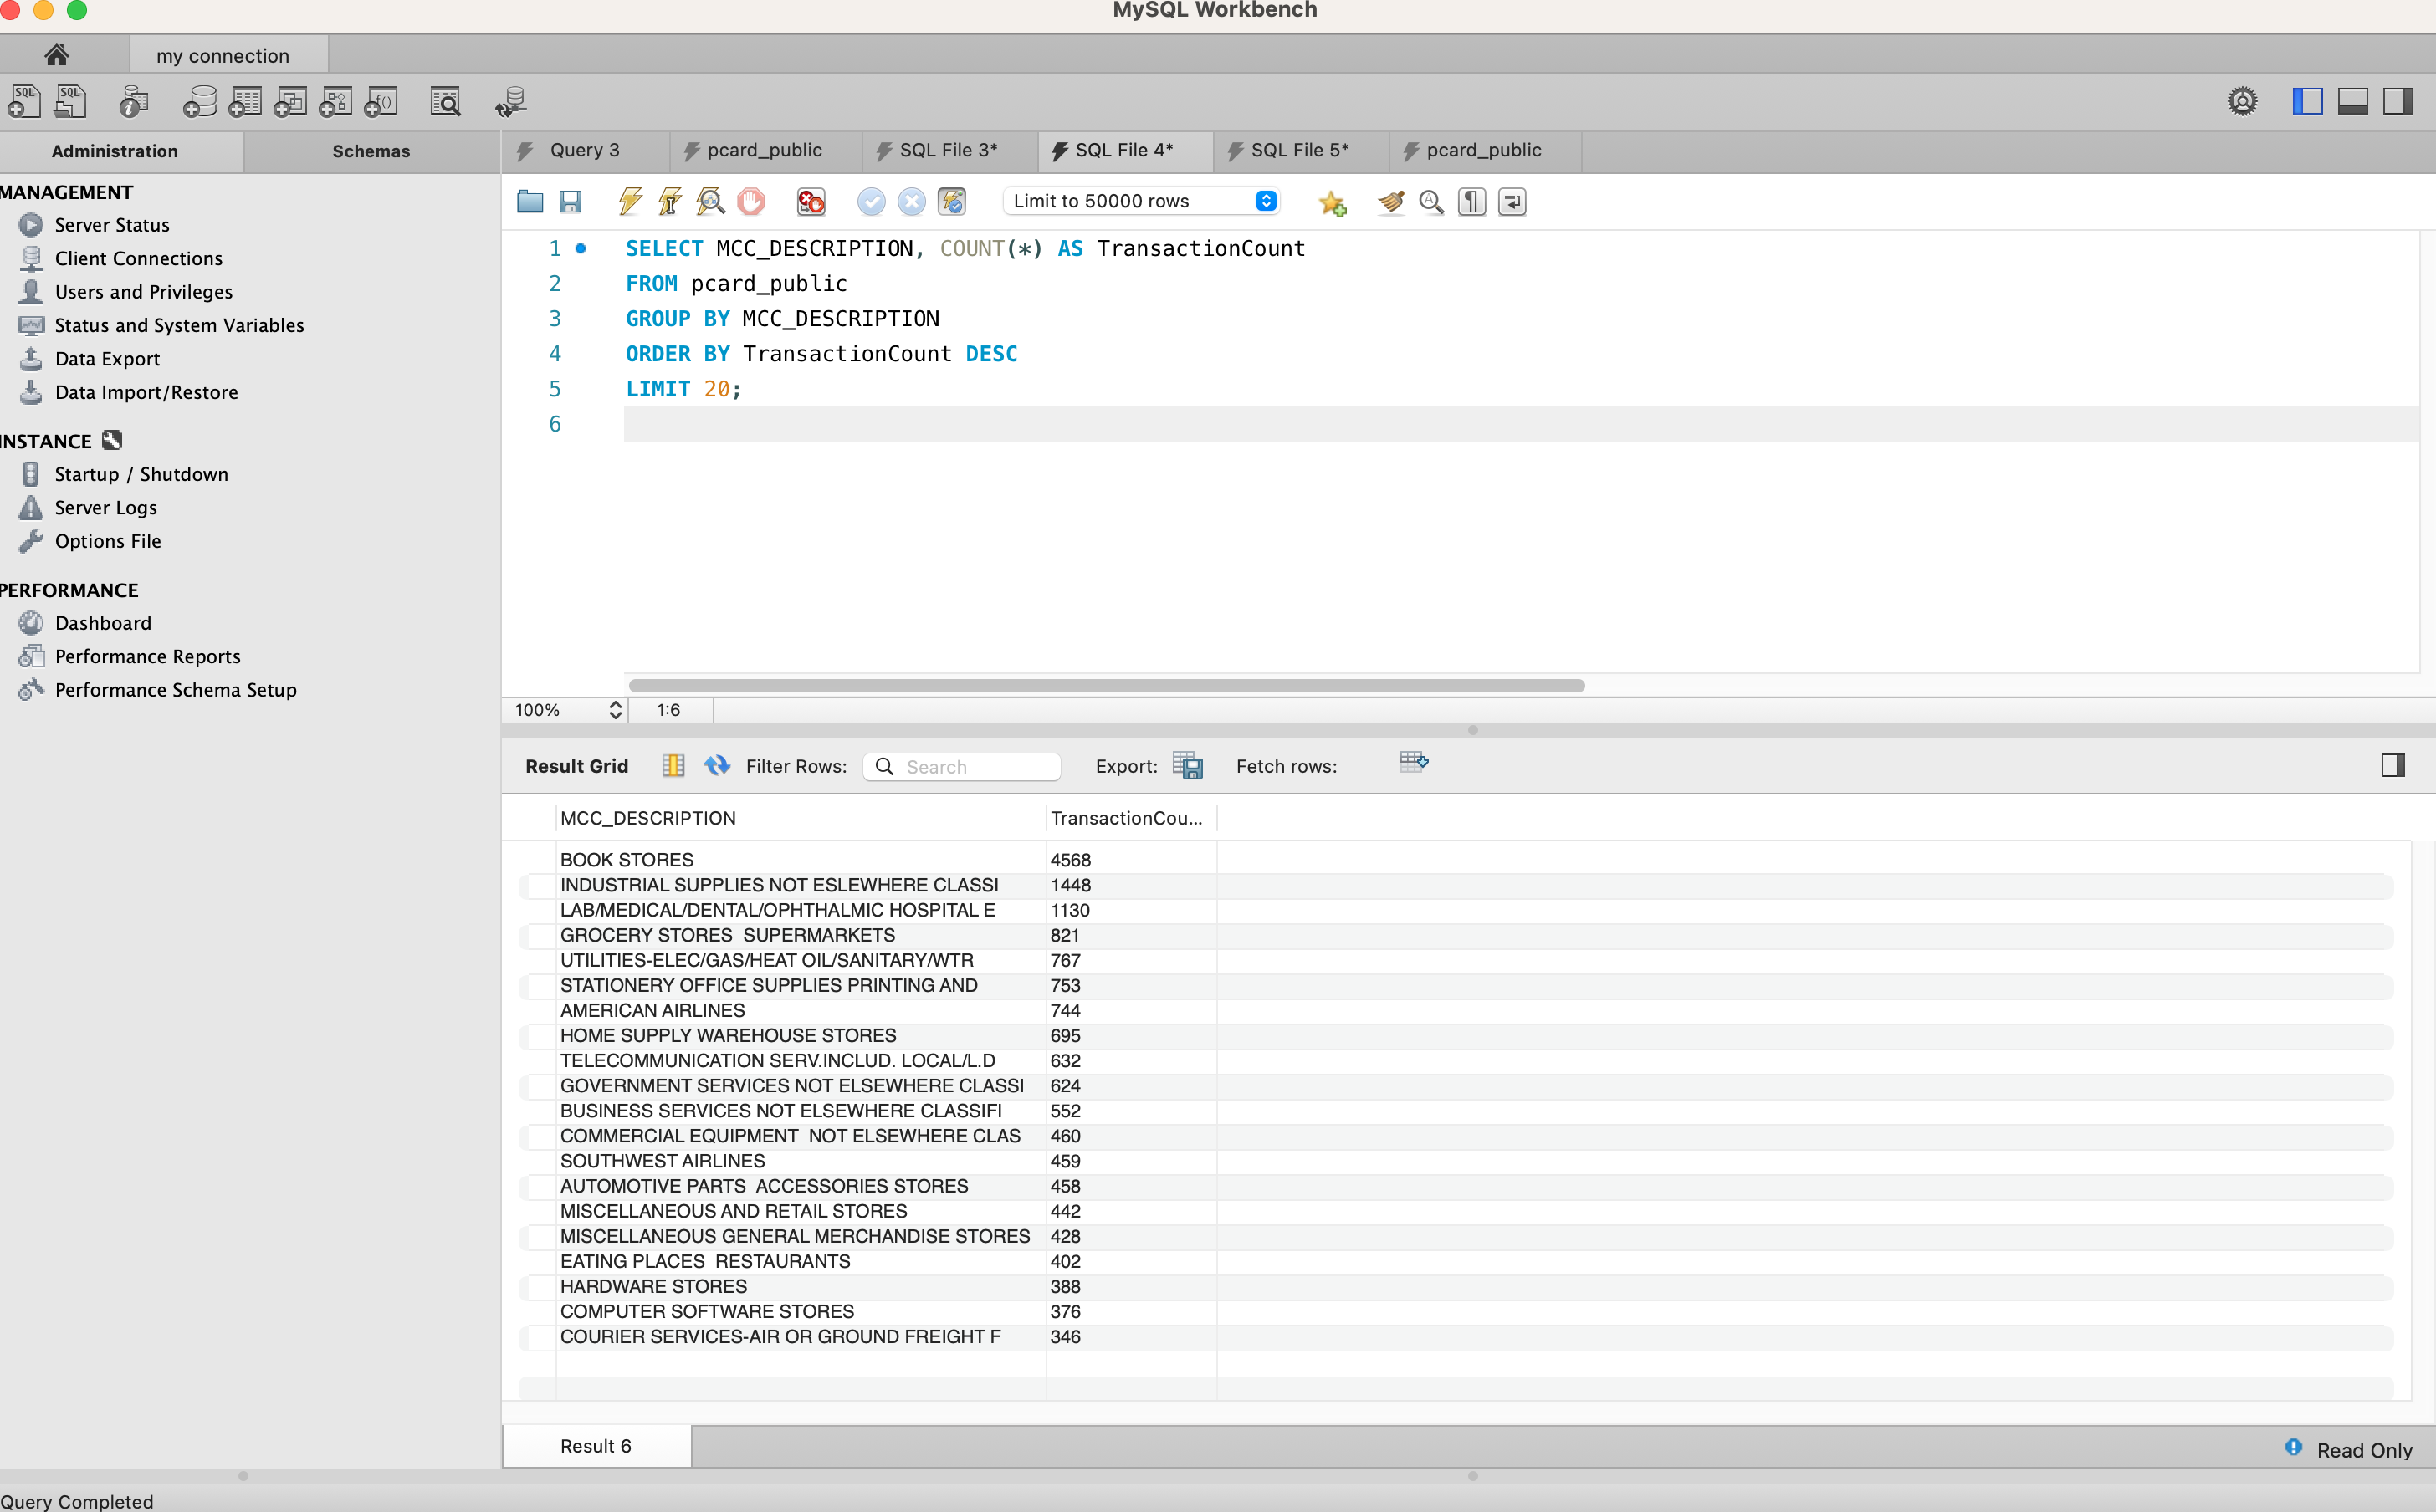 MySQL Workbench
my connection
SQL SQL f()
Administration Schemas Query 3 pcard_public SQL File 3* SQL File 4* SQL File 5* pcard_public
MANAGEMENT
Server Status
Client Connections
Users and Privileges
Status and System Variables
Data Export
Data Import/Restore
INSTANCE
Startup / Shutdown
Server Logs
Options File
PERFORMANCE
Dashboard
Performance Reports
Performance Schema Setup
Limit to 50000 rows
1 SELECT MCC_DESCRIPTION, COUNT(*) AS TransactionCount
2 FROM pcard_public
3 GROUP BY MCC_DESCRIPTION
4 ORDER BY TransactionCount DESC
5 LIMIT 20;
6
100% 1:6
Result Grid Filter Rows: Search Export: Fetch rows:
MCC_DESCRIPTION TransactionCou...
BOOK STORES 4568
INDUSTRIAL SUPPLIES NOT ESLEWHERE CLASSI 1448
LAB/MEDICAL/DENTAL/OPHTHALMIC HOSPITAL E 1130
GROCERY STORES  SUPERMARKETS 821
UTILITIES-ELEC/GAS/HEAT OIL/SANITARY/WTR 767
STATIONERY OFFICE SUPPLIES PRINTING AND 753
AMERICAN AIRLINES 744
HOME SUPPLY WAREHOUSE STORES 695
TELECOMMUNICATION SERV.INCLUD. LOCAL/L.D 632
GOVERNMENT SERVICES NOT ELSEWHERE CLASSI 624
BUSINESS SERVICES NOT ELSEWHERE CLASSIFI 552
COMMERCIAL EQUIPMENT  NOT ELSEWHERE CLAS 460
SOUTHWEST AIRLINES 459
AUTOMOTIVE PARTS  ACCESSORIES STORES 458
MISCELLANEOUS AND RETAIL STORES 442
MISCELLANEOUS GENERAL MERCHANDISE STORES 428
EATING PLACES  RESTAURANTS 402
HARDWARE STORES 388
COMPUTER SOFTWARE STORES 376
COURIER SERVICES-AIR OR GROUND FREIGHT F 346
Result 6
Read Only
Query Completed